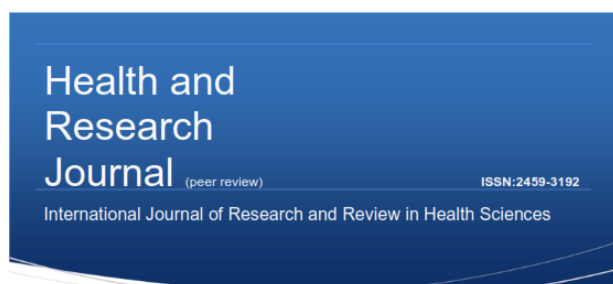 Health and
Research
Journal (peer review) ISSN:2459-3192
International Journal of Research and Review in Health Sciences